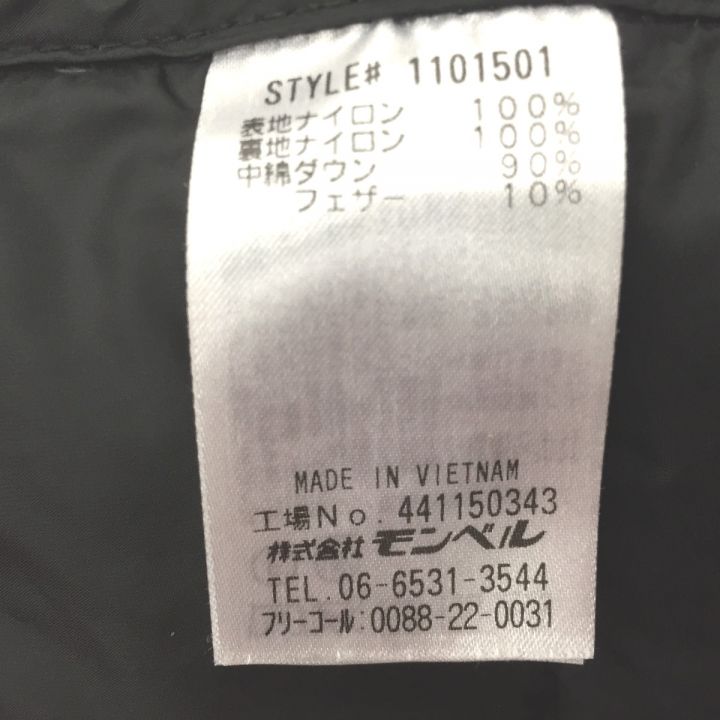 STYLE# 1101501
表地ナイロン 100%
裏地ナイロン 100%
中綿ダウン 90%
フェザー 10%
MADE IN VIETNAM
工場No. 441150343
株式会社 モンベル
TEL.06-6531-3544
フリーコール:0088-22-0031